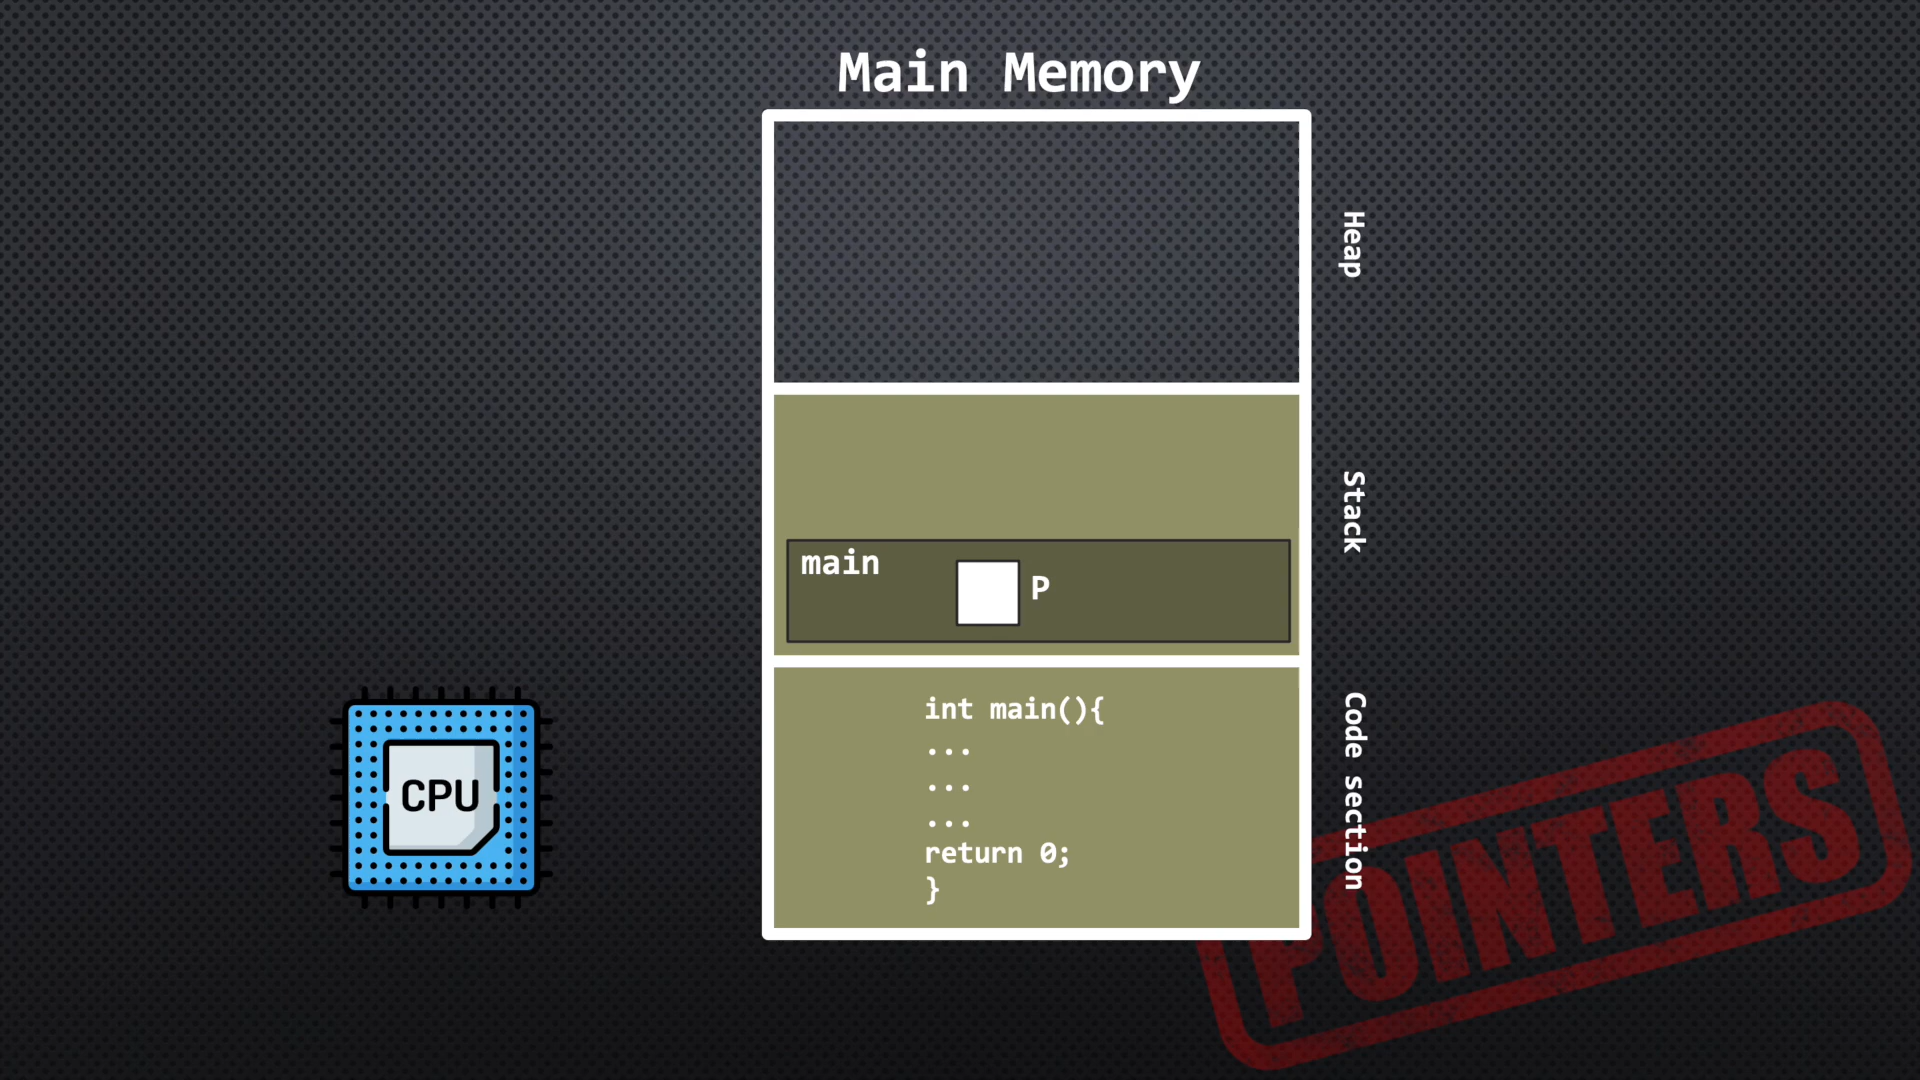 Main Memory
Heap
Stack
main
P
int main(){
...
...
...
return 0;
}
Code section
CPU
POINTERS